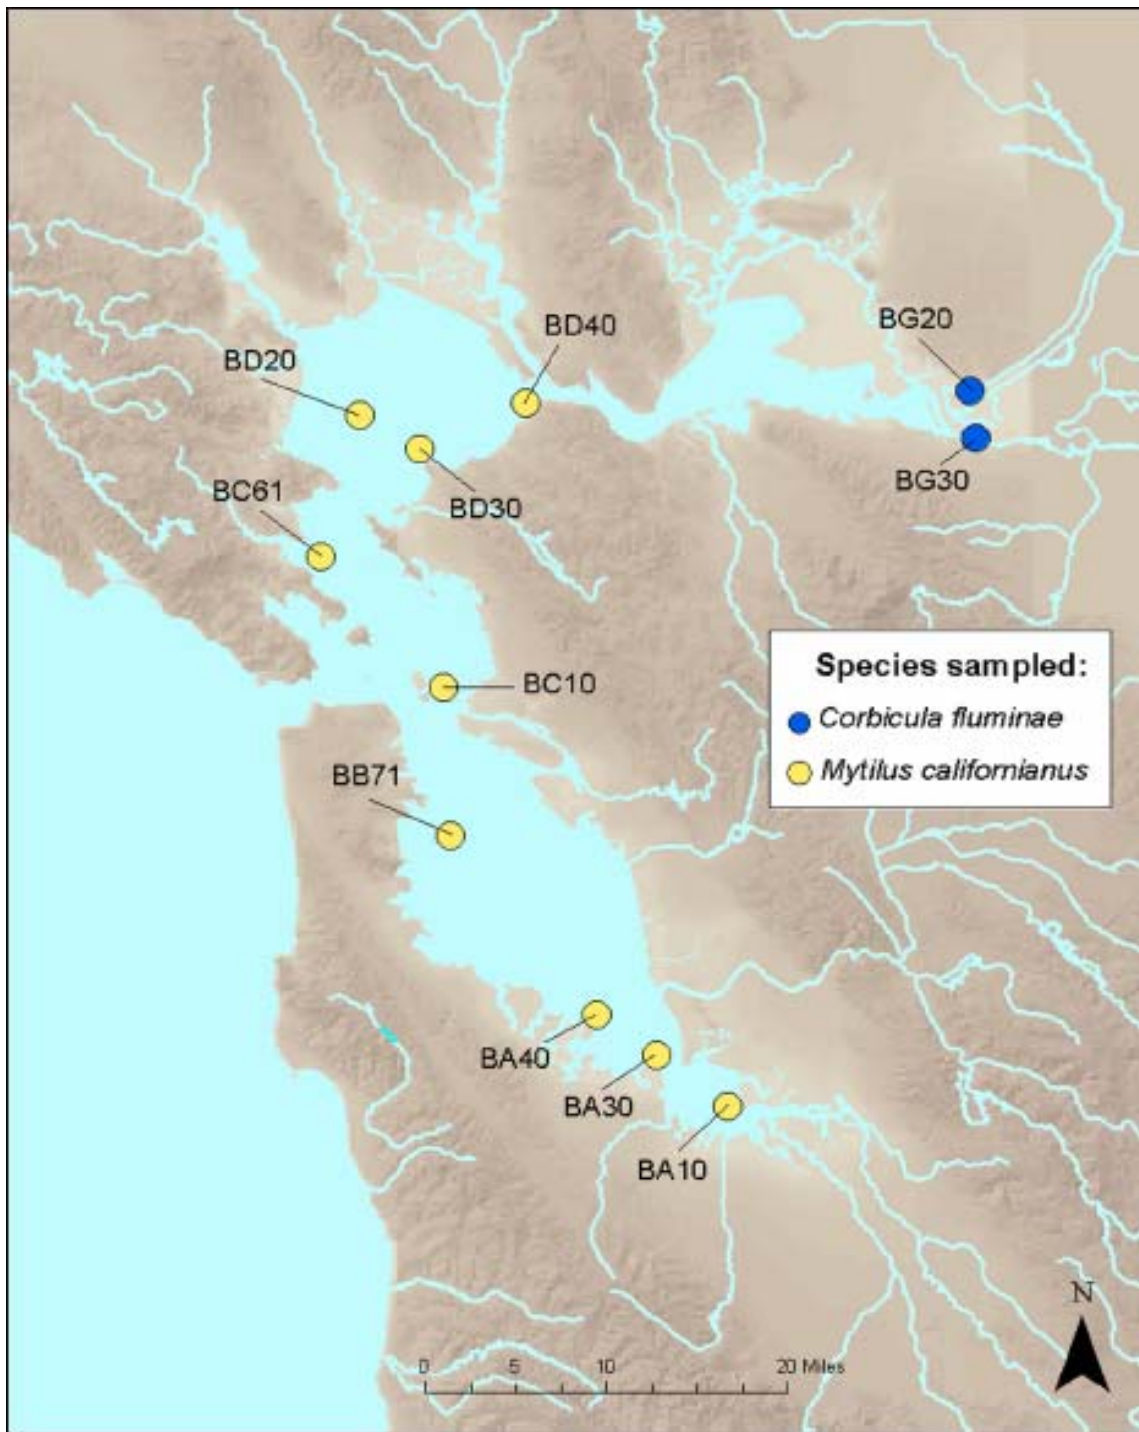 BG20
BD40
BD20
BG30
BC61
BD30
Species sampled:
BC10
Corbicula fluminae
BB71
Mytilus californianus
BA40
BA30
BA10
N
0 5 10 20 Miles